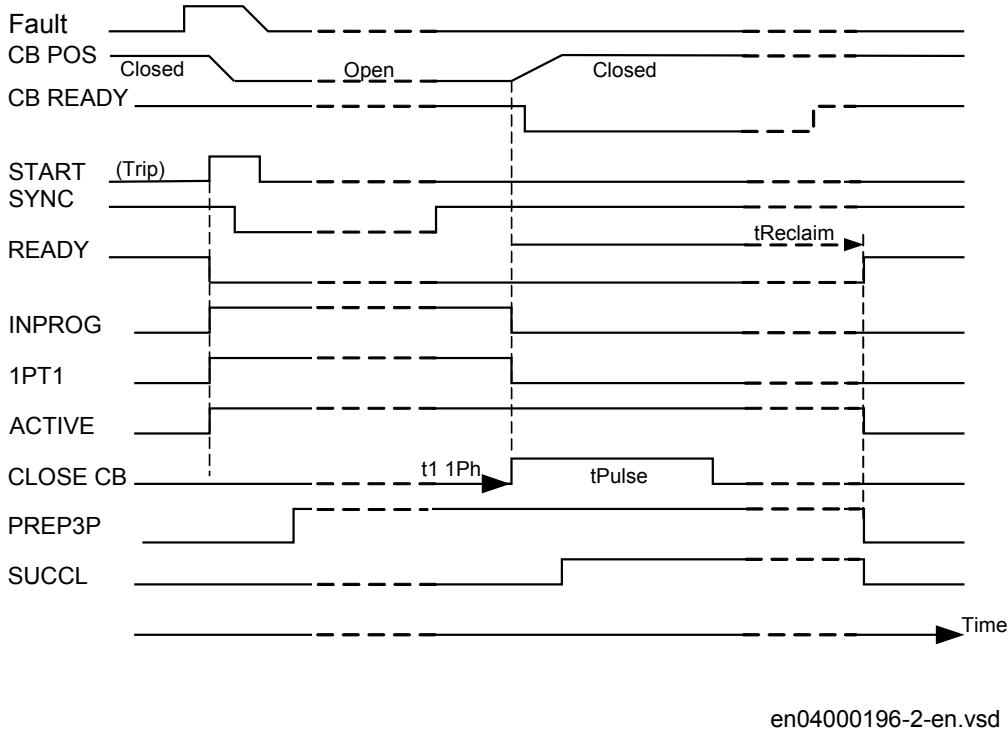 Fault
CB POS
Closed
Open
Closed
CB READY
START
(Trip)
SYNC
READY
tReclaim
INPROG
1PT1
ACTIVE
CLOSE CB
t1 1Ph
tPulse
PREP3P
SUCCL
Time
en04000196-2-en.vsd